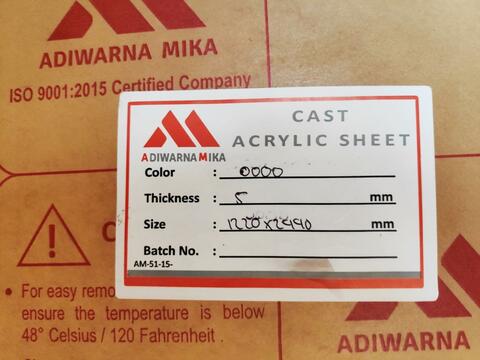 ADIWARNA MIKA
ISO 9001:2015 Certified Company
CAST
ACRYLIC SHEET
ADIWARNA MIKA
Color : 0000
Thickness : 5 mm
Size : 1220x2440 mm
Batch No. :
AM-51-15-
• For easy remo
ensure the temperature is below
48° Celsius / 120 Fahrenheit .
ADIWARNA